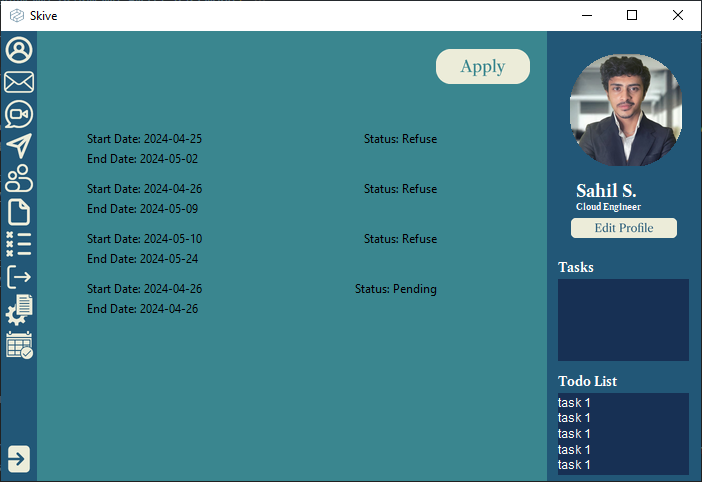 Skive
Apply
Start Date: 2024-04-25
Status: Refuse
End Date: 2024-05-02
Start Date: 2024-04-26
Status: Refuse
End Date: 2024-05-09
Start Date: 2024-05-10
Status: Refuse
End Date: 2024-05-24
Start Date: 2024-04-26
Status: Pending
End Date: 2024-04-26
Sahil S.
Cloud Engineer
Edit Profile
Tasks
Todo List
task 1
task 1
task 1
task 1
task 1